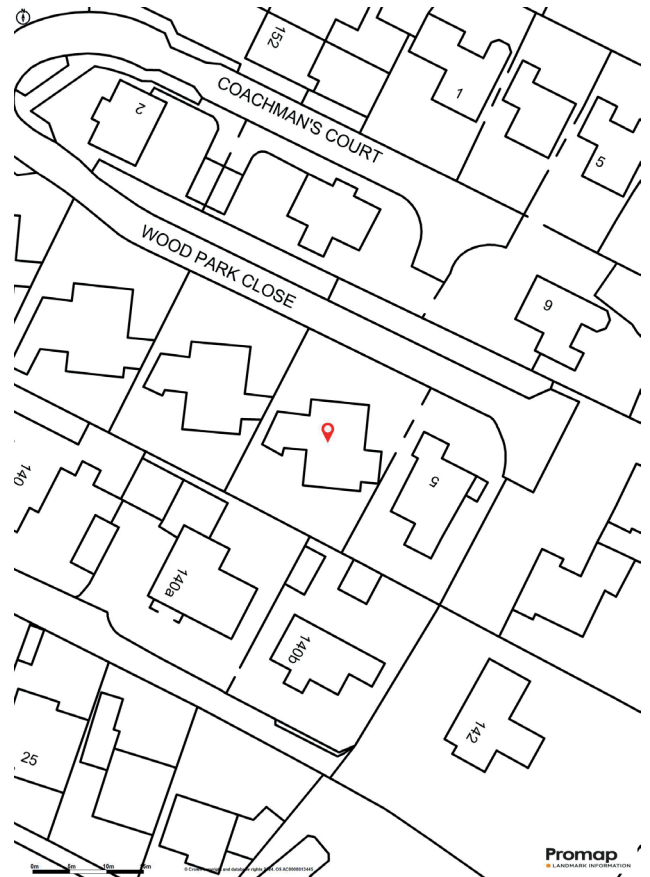 152
COACHMAN'S COURT
1
2
5
WOOD PARK CLOSE
9
5
140
140a
140b
142
25
0m 5m 10m 15m
Promap
LANDMARK INFORMATION